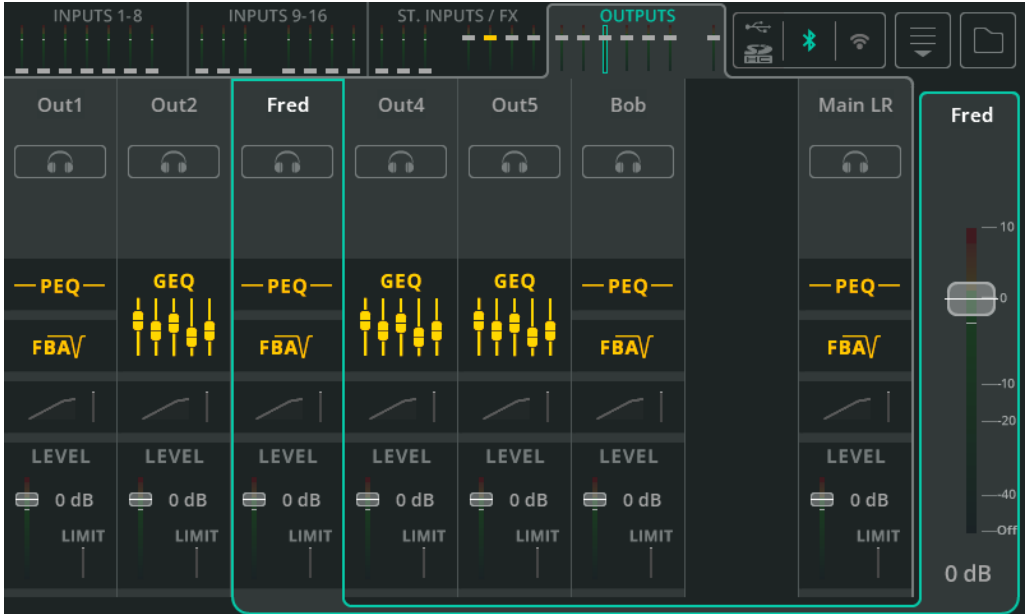 INPUTS 1-8 INPUTS 9-16 ST. INPUTS / FX OUTPUTS
SD
HC
Out1 Out2 Fred Out4 Out5 Bob Main LR Fred
10
PEQ GEQ PEQ GEQ GEQ PEQ PEQ
0
FBA FBA FBA FBA
10
20
LEVEL LEVEL LEVEL LEVEL LEVEL LEVEL LEVEL
0 dB 0 dB 0 dB 0 dB 0 dB 0 dB 0 dB
40
LIMIT LIMIT LIMIT LIMIT LIMIT LIMIT LIMIT
Off
0 dB